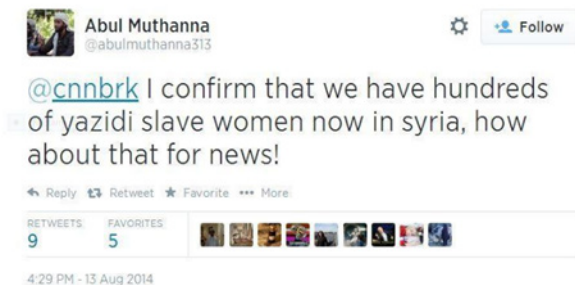 Abul Muthanna
@abulmuthanna313
Follow
@cnnbrk I confirm that we have hundreds
of yazidi slave women now in syria, how
about that for news!
Reply Retweet Favorite More
RETWEETS FAVORITES
9 5
4:29 PM - 13 Aug 2014